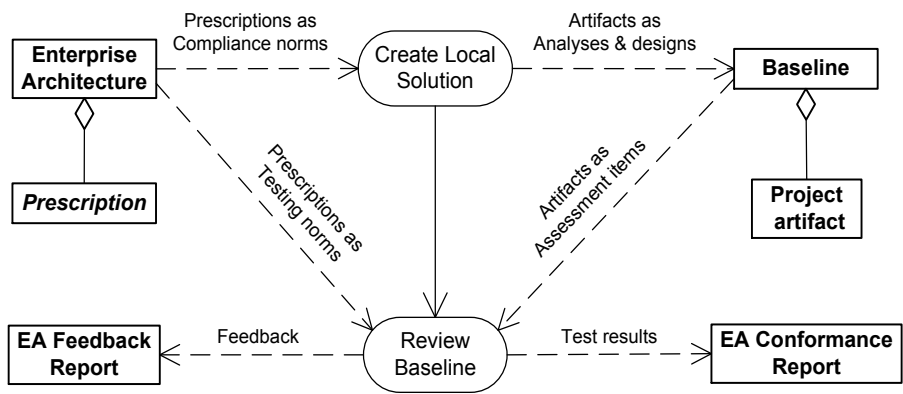 Prescriptions as
Compliance norms
Artifacts as
Analyses & designs
Enterprise
Architecture
Create Local
Solution
Baseline
Prescriptions as
Testing norms
Artifacts as
Assessment items
Prescription
Project
artifact
EA Feedback
Report
Feedback
Review
Baseline
Test results
EA Conformance
Report